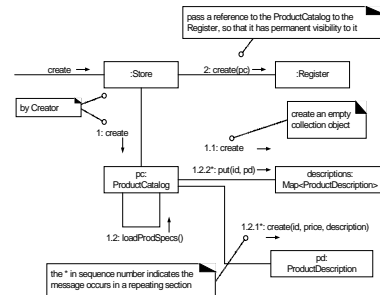 pass a reference to the ProductCatalog to the
Register, so that it has permanent visibility to it
create
:Store
2: create(pc)
:Register
by Creator
create an empty
collection object
1: create
1.1: create
pc:
ProductCatalog
1.2.2*: put(id, pd)
descriptions:
Map<ProductDescription>
1.2.1*: create(id, price, description)
1.2: loadProdSpecs()
pd:
ProductDescription
the * in sequence number indicates the
message occurs in a repeating section